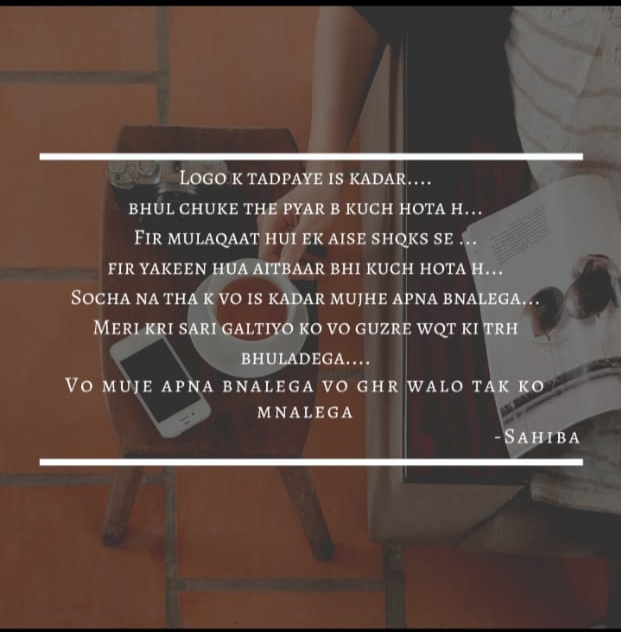 Logo k tadpaye is kadar....
bhul chuke the pyar b kuch hota h...
Fir mulaqaat hui ek aise shqks se ...
fir yakeen hua aitbaar bhi kuch hota h...
Socha na tha k vo is kadar mujhe apna bnalega...
Meri kri sari galtiyo ko vo guzre wqt ki trh
bhuladega....
Vo muje apna bnalega vo ghr walo tak ko
mnalega
-Sahiba